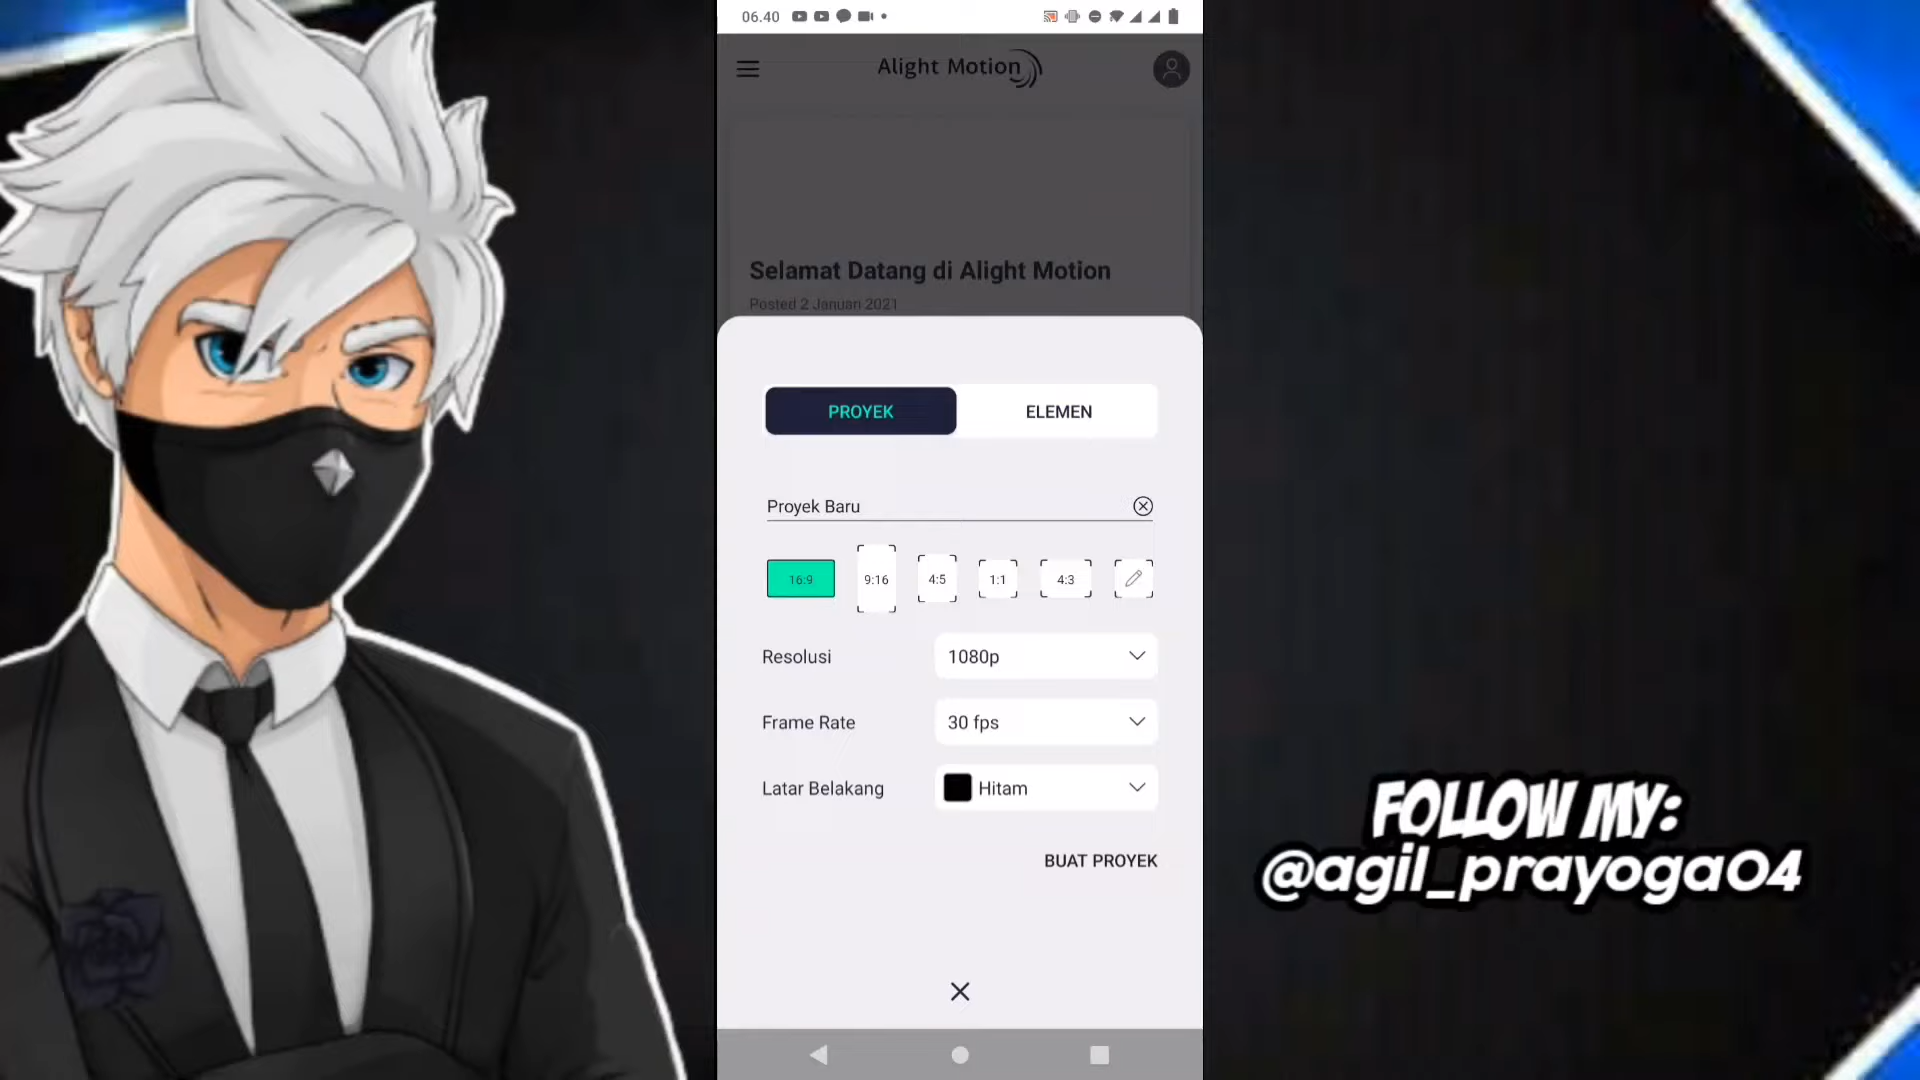 06.40
Alight Motion
Selamat Datang di Alight Motion
Posted 2 Januari 2021
PROYEK
ELEMEN
Proyek Baru
16:9
9:16
4:5
1:1
4:3
Resolusi
1080p
Frame Rate
30 fps
Latar Belakang
Hitam
BUAT PROYEK
FOLLOW MY:
@agil_prayoga04